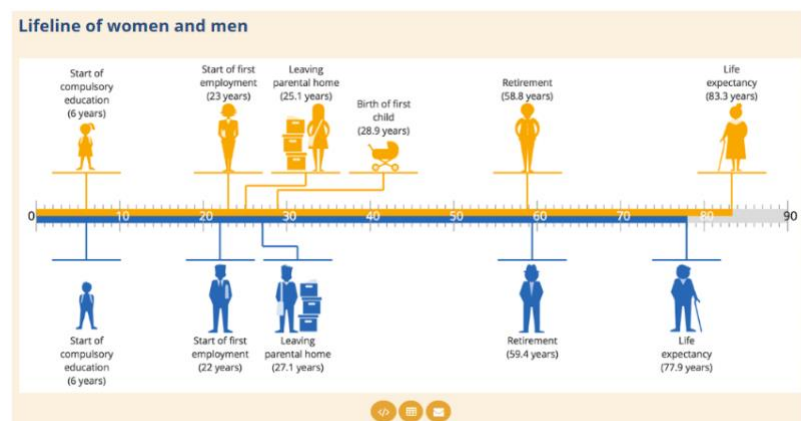 Lifeline of women and men
Start of
compulsory
education
(6 years)
Start of first
employment
(23 years)
Leaving
parental home
(25.1 years)
Birth of first
child
(28.9 years)
Retirement
(58.8 years)
Life
expectancy
(83.3 years)
0 10 20 30 40 50 60 70 80 90
Start of
compulsory
education
(6 years)
Start of first
employment
(22 years)
Leaving
parental home
(27.1 years)
Retirement
(59.4 years)
Life
expectancy
(77.9 years)